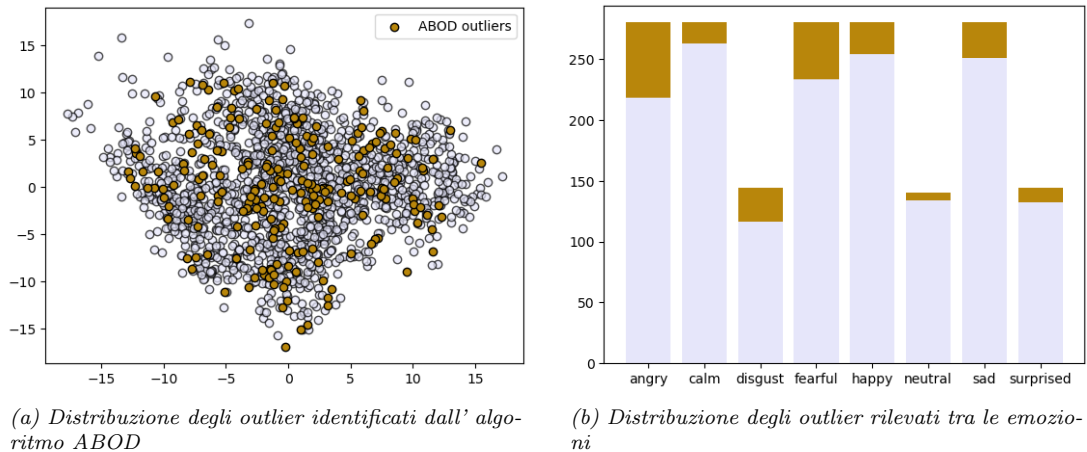 ABOD outliers
15
10
5
0
−5
−10
−15
−15 −10 −5 0 5 10 15
(a) Distribuzione degli outlier identificati dall' algo-
ritmo ABOD
250
200
150
100
50
0
angry calm disgust fearful happy neutral sad surprised
(b) Distribuzione degli outlier rilevati tra le emozio-
ni